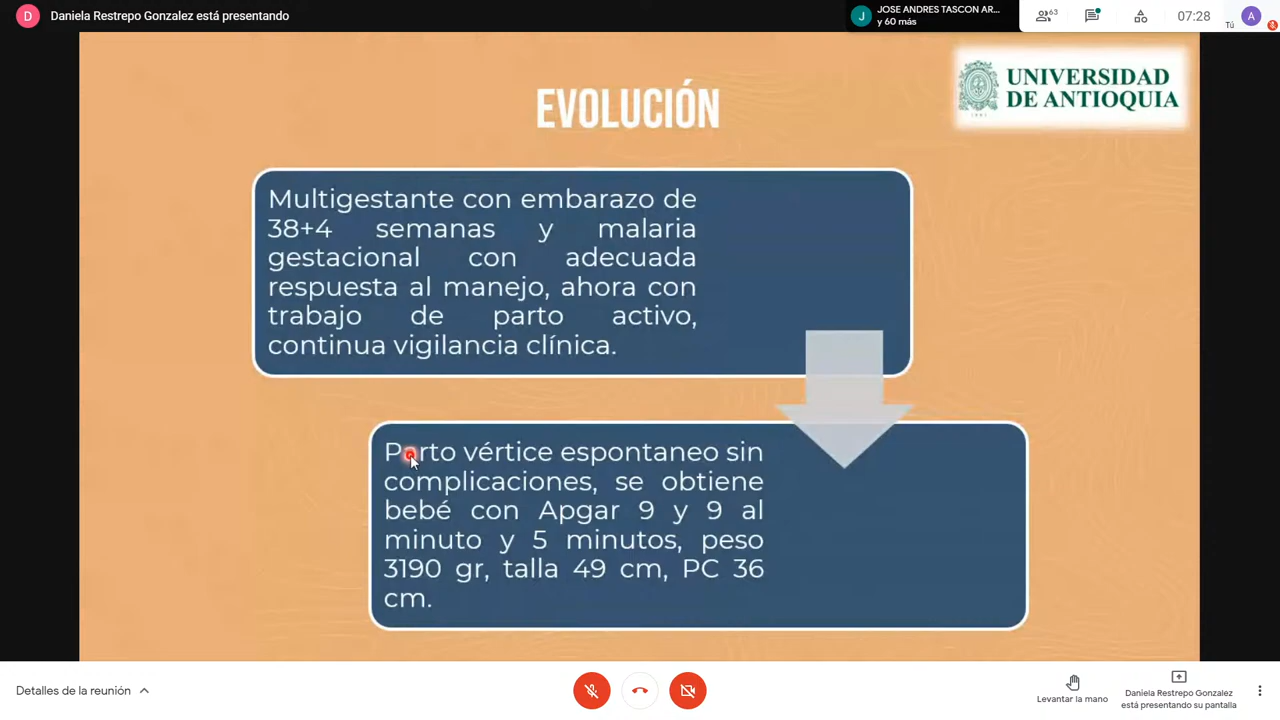 D
Daniela Restrepo Gonzalez está presentando
J
JOSE ANDRES TASCON AR...
y 60 más
63
07:28
Tú
A
UNIVERSIDAD
DE ANTIOQUIA
EVOLUCIÓN
Multigestante con embarazo de
38+4 semanas y malaria
gestacional con adecuada
respuesta al manejo, ahora con
trabajo de parto activo,
continua vigilancia clínica.
Parto vértice espontaneo sin
complicaciones, se obtiene
bebé con Apgar 9 y 9 al
minuto y 5 minutos, peso
3190 gr, talla 49 cm, PC 36
cm.
Detalles de la reunión
Levantar la mano
Daniela Restrepo Gonzalez
está presentando su pantalla